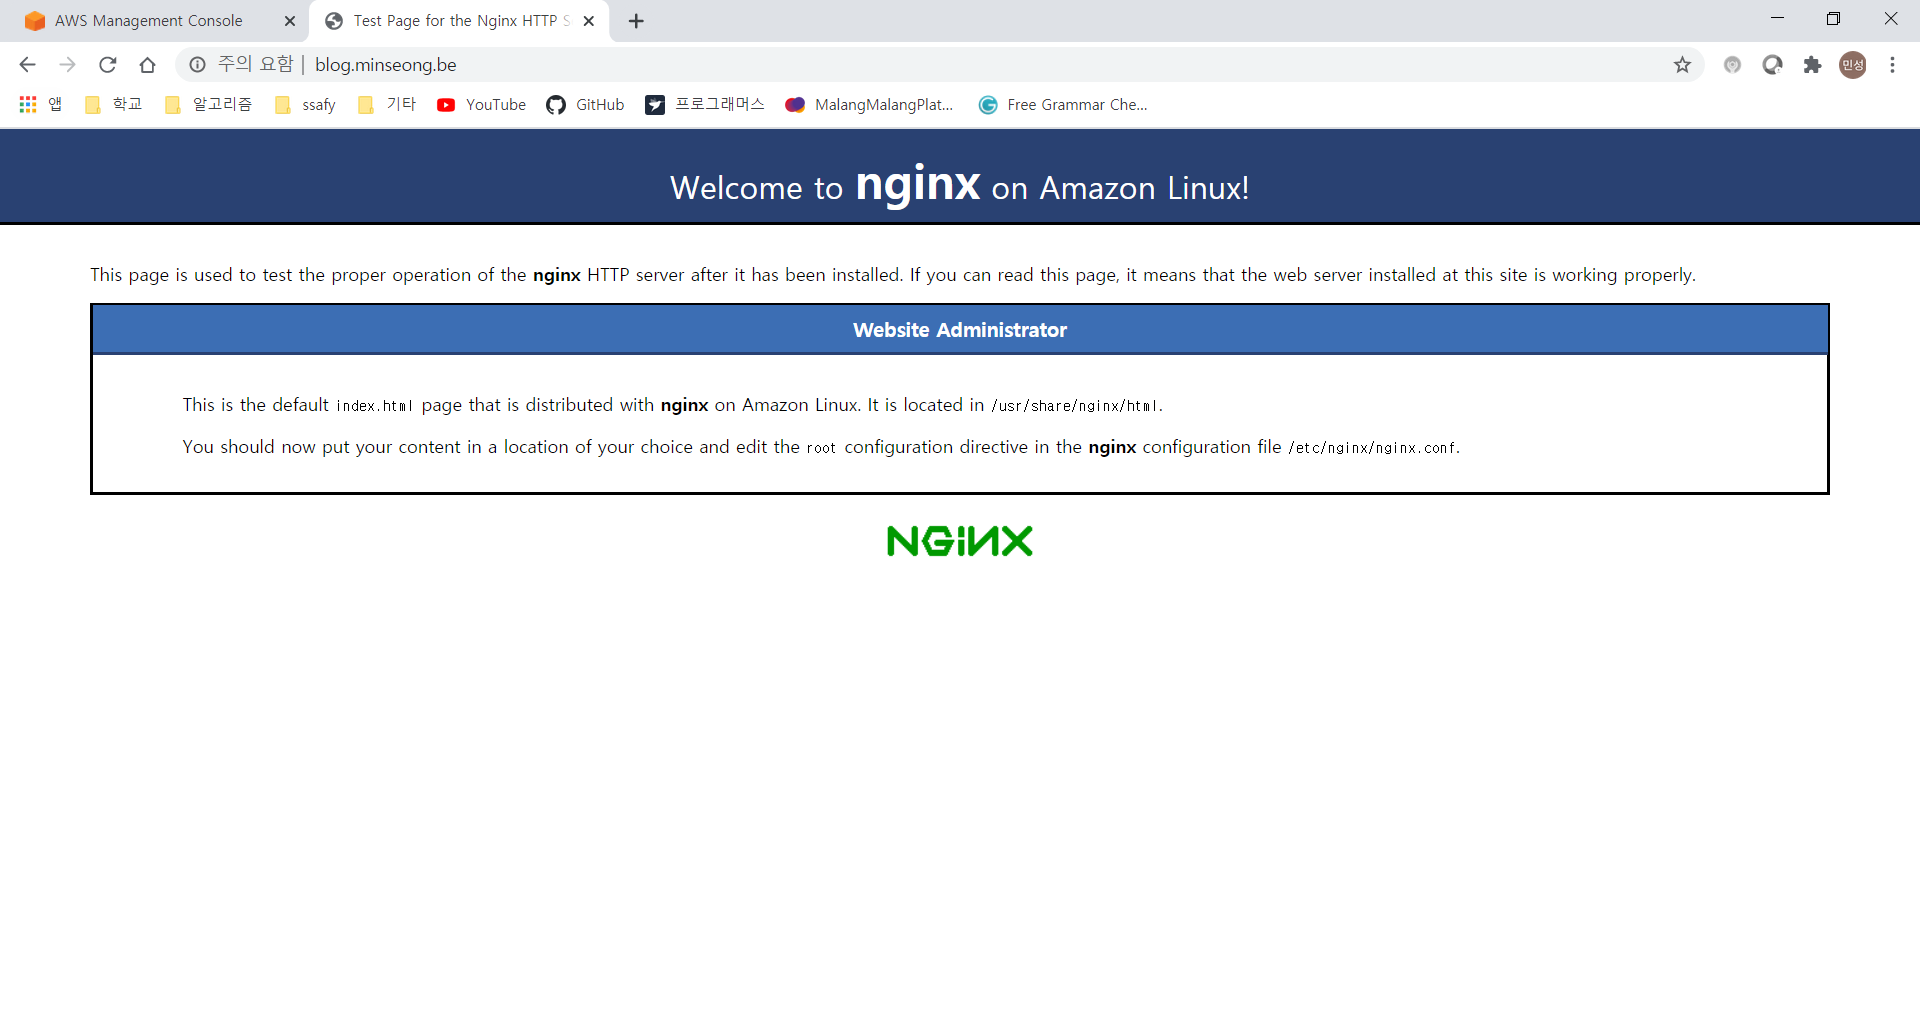 AWS Management Console
Test Page for the Nginx HTTP S
주의 요함 | blog.minseong.be
민성
앱 학교 알고리즘 ssafy 기타 YouTube GitHub 프로그래머스 MalangMalangPlat... Free Grammar Che...
Welcome to nginx on Amazon Linux!
This page is used to test the proper operation of the nginx HTTP server after it has been installed. If you can read this page, it means that the web server installed at this site is working properly.
Website Administrator
This is the default index.html page that is distributed with nginx on Amazon Linux. It is located in /usr/share/nginx/html.
You should now put your content in a location of your choice and edit the root configuration directive in the nginx configuration file /etc/nginx/nginx.conf.
NGiNX